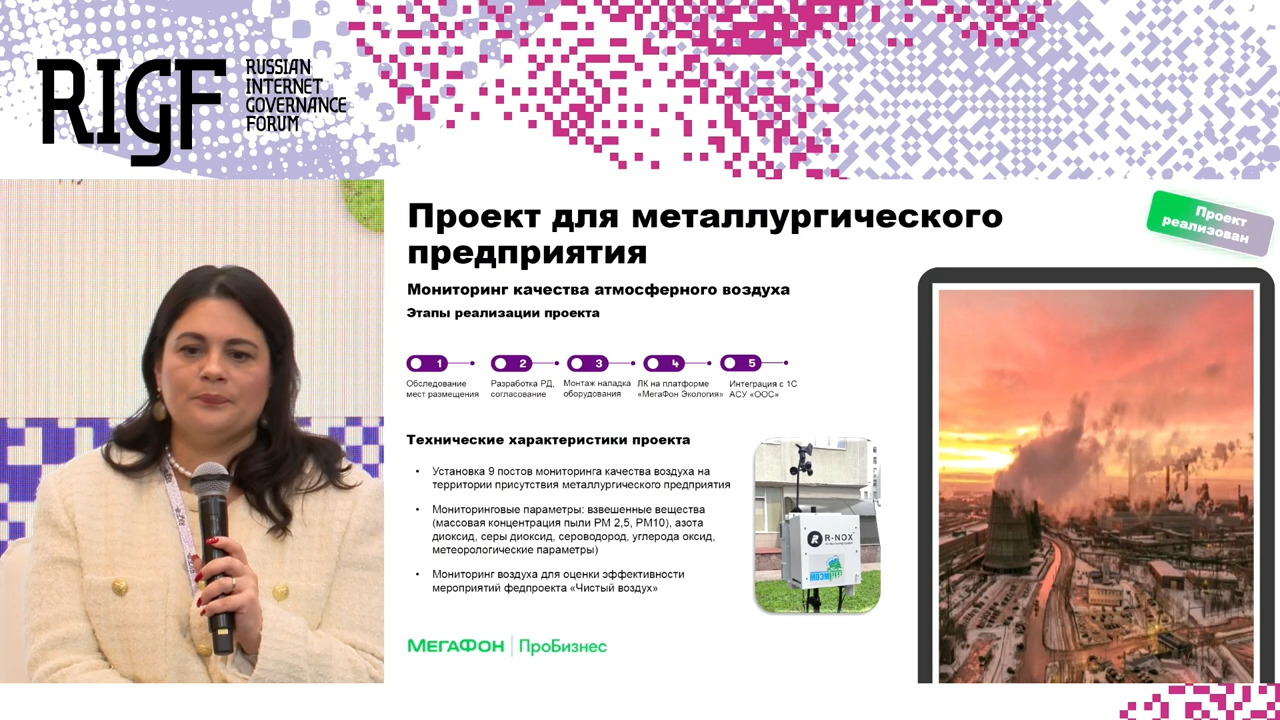 RIGF
RUSSIAN
INTERNET
GOVERNANCE
FORUM
Проект для металлургического
предприятия
Проект
реализован
Мониторинг качества атмосферного воздуха
Этапы реализации проекта
1 2 3 4 5
Обследование
мест размещения
Разработка РД,
согласование
Монтаж наладка
оборудования
ЛК на платформе
«МегаФон Экология»
Интеграция с 1С
АСУ «ООС»
Технические характеристики проекта
• Установка 9 постов мониторинга качества воздуха на
территории присутствия металлургического предприятия
• Мониторинговые параметры: взвешенные вещества
(массовая концентрация пыли PM 2,5, PM10), азота
диоксид, серы диоксид, сероводород, углерода оксид,
метеорологические параметры)
• Мониторинг воздуха для оценки эффективности
мероприятий федпроекта «Чистый воздух»
R-NOX
МЕГАФОН | ПроБизнес